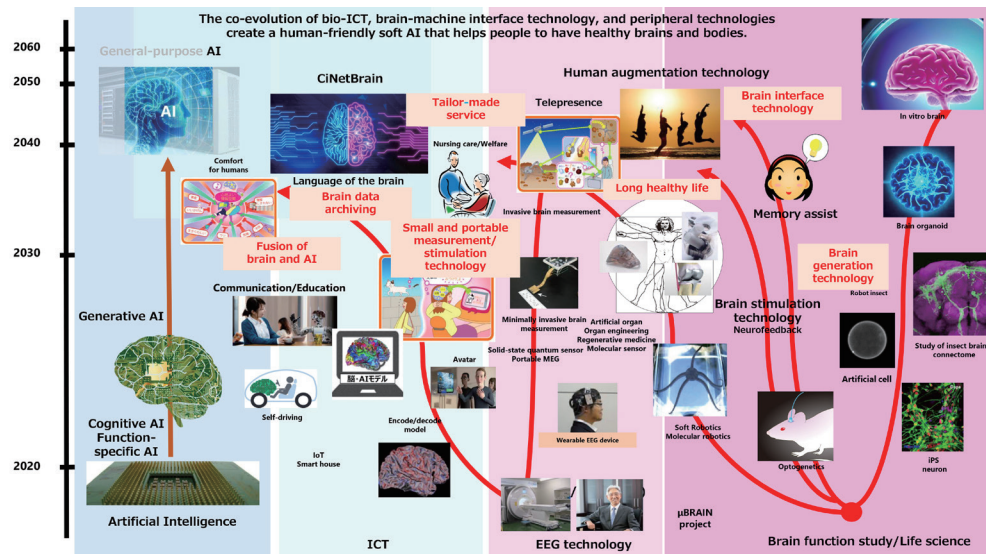 The co-evolution of bio-ICT, brain-machine interface technology, and peripheral technologies
create a human-friendly soft AI that helps people to have healthy brains and bodies.
2060
2050
2040
2030
2020
General-purpose AI
AI
Comfort
for humans
Generative AI
Cognitive AI
Function-
specific AI
Artificial Intelligence
CiNetBrain
Language of the brain
Brain data
archiving
Fusion of
brain and AI
Communication/Education
Self-driving
脳・AIモデル
IoT
Smart house
Encode/decode
model
Avatar
ICT
Tailor-made
service
Nursing care/Welfare
Small and portable
measurement/
stimulation
technology
Telepresence
Invasive brain measurement
Minimally invasive brain
measurement
Solid-state quantum sensor
Portable MEG
Wearable EEG device
EEG technology
Human augmentation technology
Long healthy life
Artificial organ
Organ engineering
Regenerative medicine
Molecular sensor
Soft Robotics
Molecular robotics
μBRAIN
project
Brain interface
technology
Memory assist
Brain
generation
technology
Robot insect
Brain stimulation
technology
Neurofeedback
Optogenetics
In vitro brain
Brain organoid
Study of insect brain
connectome
Artificial cell
iPS
neuron
Brain function study/Life science